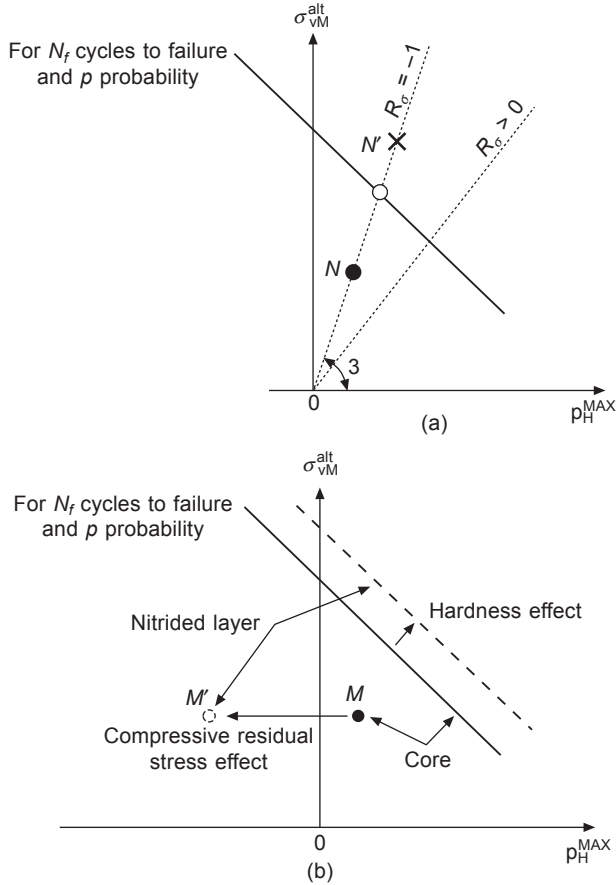 σ_vM^alt
For N_f cycles to failure
and p probability
R_σ = −1
R_σ > 0
N′
N
3
0
p_H^MAX
(a)
σ_vM^alt
For N_f cycles to failure
and p probability
Nitrided layer
Hardness effect
M′
M
Compressive residual
stress effect
Core
0
p_H^MAX
(b)